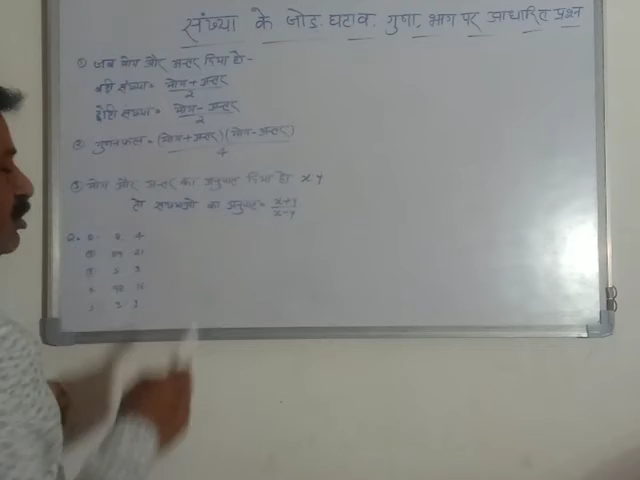 संख्या के जोड़ घटाव, गुणा, भाग पर आधारित प्रश्न
① जब योग और अन्तर दिया हो-
बड़ी संख्या = योग + अन्तर / 2
छोटी संख्या = योग - अन्तर / 2
② गुणनफल = (योग + अन्तर) (योग - अन्तर) / 4
③ योग और अन्तर का अनुपात दिया हो x y
तो संख्याओं का अनुपात = x+y / x-y